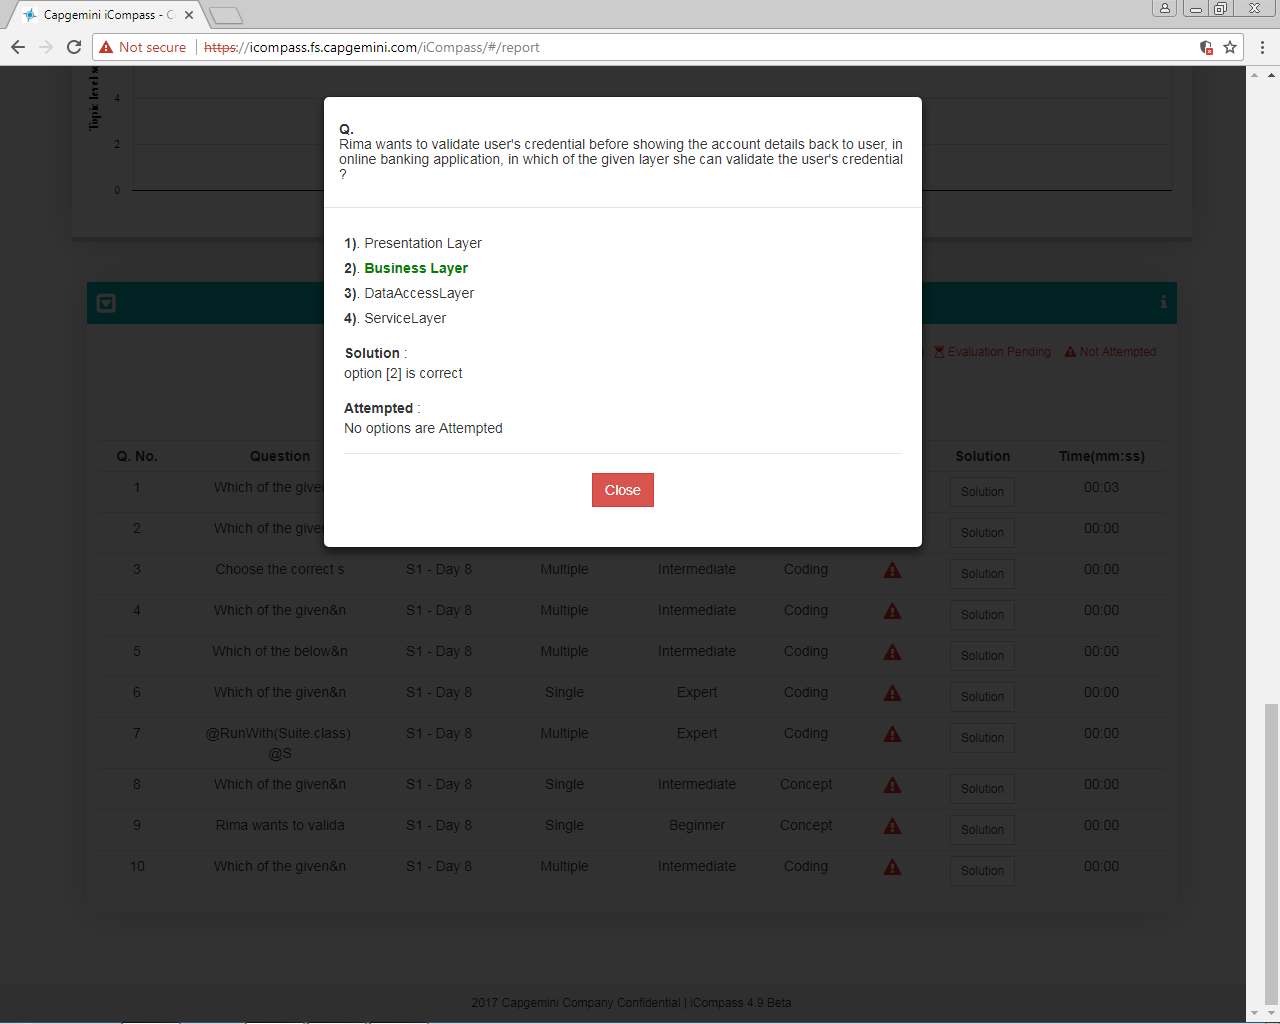 Capgemini iCompass - C
Not secure
https://icompass.fs.capgemini.com/iCompass/#/report
Topic level s
4
2
0
Q.
Rima wants to validate user's credential before showing the account details back to user, in
online banking application, in which of the given layer she can validate the user's credential
?
1). Presentation Layer
2). Business Layer
3). DataAccessLayer
4). ServiceLayer
Solution :
option [2] is correct
Attempted :
No options are Attempted
Close
Evaluation Pending Not Attempted
Q. No. Question Solution Time(mm:ss)
1 Which of the give Solution 00:03
2 Which of the give Solution 00:00
3 Choose the correct s S1 - Day 8 Multiple Intermediate Coding Solution 00:00
4 Which of the given&n S1 - Day 8 Multiple Intermediate Coding Solution 00:00
5 Which of the below&n S1 - Day 8 Multiple Intermediate Coding Solution 00:00
6 Which of the given&n S1 - Day 8 Single Expert Coding Solution 00:00
7 @RunWith(Suite.class) S1 - Day 8 Multiple Expert Coding Solution 00:00
@S
8 Which of the given&n S1 - Day 8 Single Intermediate Concept Solution 00:00
9 Rima wants to valida S1 - Day 8 Single Beginner Concept Solution 00:00
10 Which of the given&n S1 - Day 8 Multiple Intermediate Coding Solution 00:00
2017 Capgemini Company Confidential | iCompass 4.9 Beta